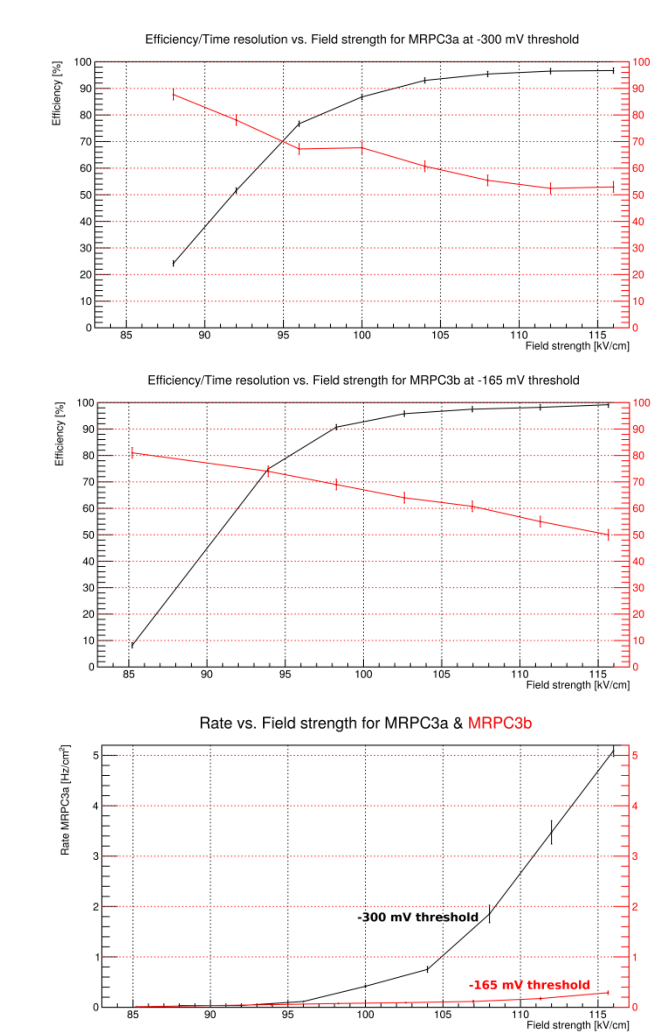 Efficiency/Time resolution vs. Field strength for MRPC3a at -300 mV threshold
Efficiency [%]
100 100
90 90
80 80
70 70
60 60
50 50
40 40
30 30
20 20
10 10
0 0
85 90 95 100 105 110 115
Field strength [kV/cm]
Efficiency/Time resolution vs. Field strength for MRPC3b at -165 mV threshold
Efficiency [%]
100 100
90 90
80 80
70 70
60 60
50 50
40 40
30 30
20 20
10 10
0 0
85 90 95 100 105 110 115
Field strength [kV/cm]
Rate vs. Field strength for MRPC3a & MRPC3b
Rate MRPC3a [Hz/cm²]
5 5
4 4
3 3
2 2
-300 mV threshold
1 1
-165 mV threshold
0 0
85 90 95 100 105 110 115
Field strength [kV/cm]